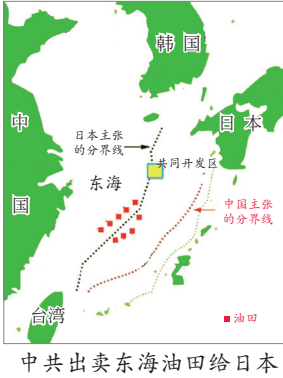 韩国
中
国
日本主张
的分界线
日本
共同开发区
东海
中国主张
的分界线
台湾
油田
中共出卖东海油田给日本